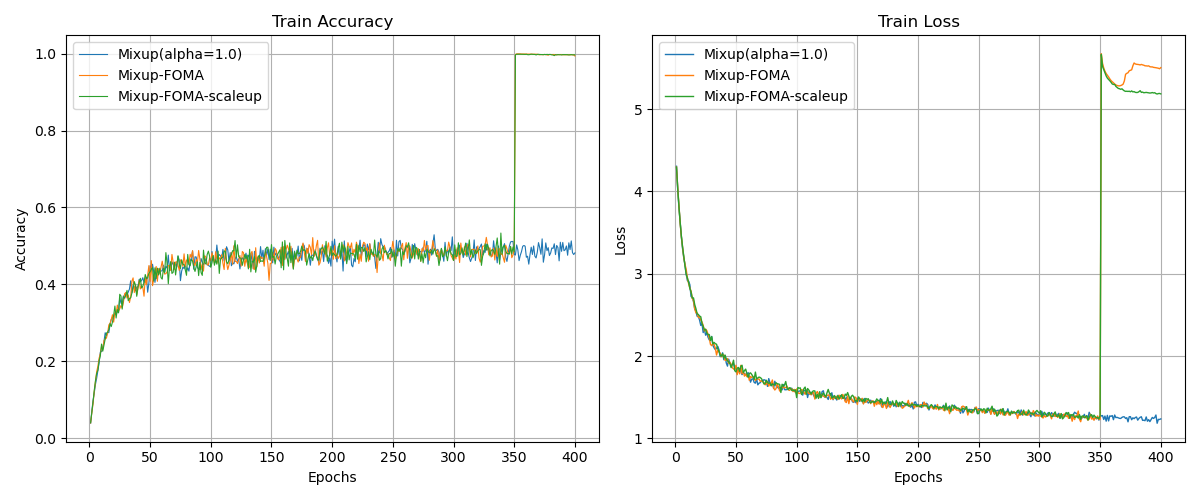 Train Accuracy
Mixup(alpha=1.0)
Mixup-FOMA
Mixup-FOMA-scaleup
Accuracy
1.0
0.8
0.6
0.4
0.2
0.0
0 50 100 150 200 250 300 350 400
Epochs
Train Loss
Mixup(alpha=1.0)
Mixup-FOMA
Mixup-FOMA-scaleup
Loss
5
4
3
2
1
0 50 100 150 200 250 300 350 400
Epochs